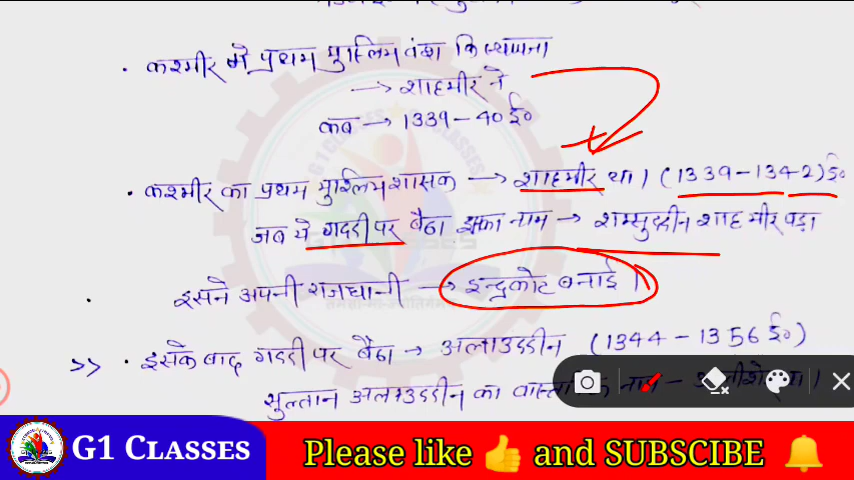 • कश्मीर में प्रथम मुस्लिम वंश कि स्थापना
→ शाहमीर ने
कब → 1339 - 40 ई०
• कश्मीर का प्रथम मुस्लिम शासक → शाहमीर था। (1339 - 1342) ई०
जब ये गद्दी पर बैठा इसका नाम → शम्सुद्दीन शाह मीर पड़ा
• इसने अपनी राजधानी → इन्द्रकोट बनाई।
>> • इसके बाद गद्दी पर बैठा → अलाउद्दीन (1344 - 1356 ई०)
सुल्तान अलाउद्दीन का नाम -
G1 CLASSES
Please like 👍 and SUBSCRIBE 🔔